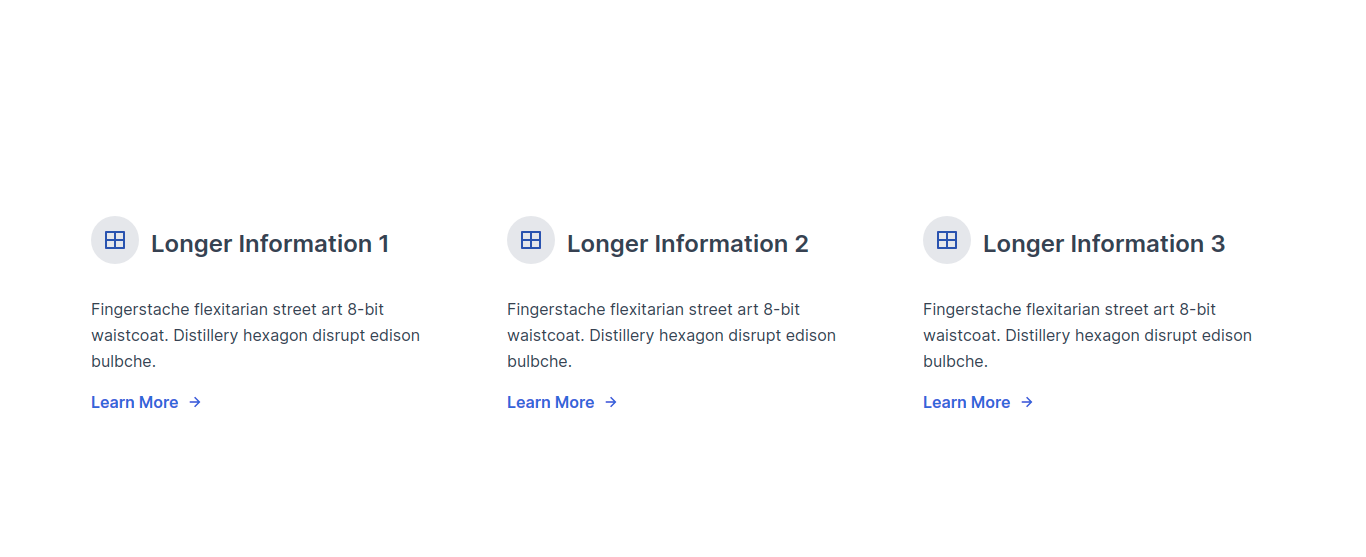 Longer Information 1
Fingerstache flexitarian street art 8-bit
waistcoat. Distillery hexagon disrupt edison
bulbche.
Learn More
Longer Information 2
Fingerstache flexitarian street art 8-bit
waistcoat. Distillery hexagon disrupt edison
bulbche.
Learn More
Longer Information 3
Fingerstache flexitarian street art 8-bit
waistcoat. Distillery hexagon disrupt edison
bulbche.
Learn More